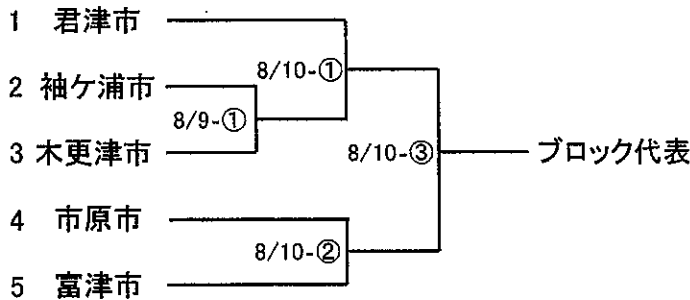 1 君津市
8/10-①
2 袖ケ浦市
8/9-①
3 木更津市
8/10-③
ブロック代表
4 市原市
8/10-②
5 富津市